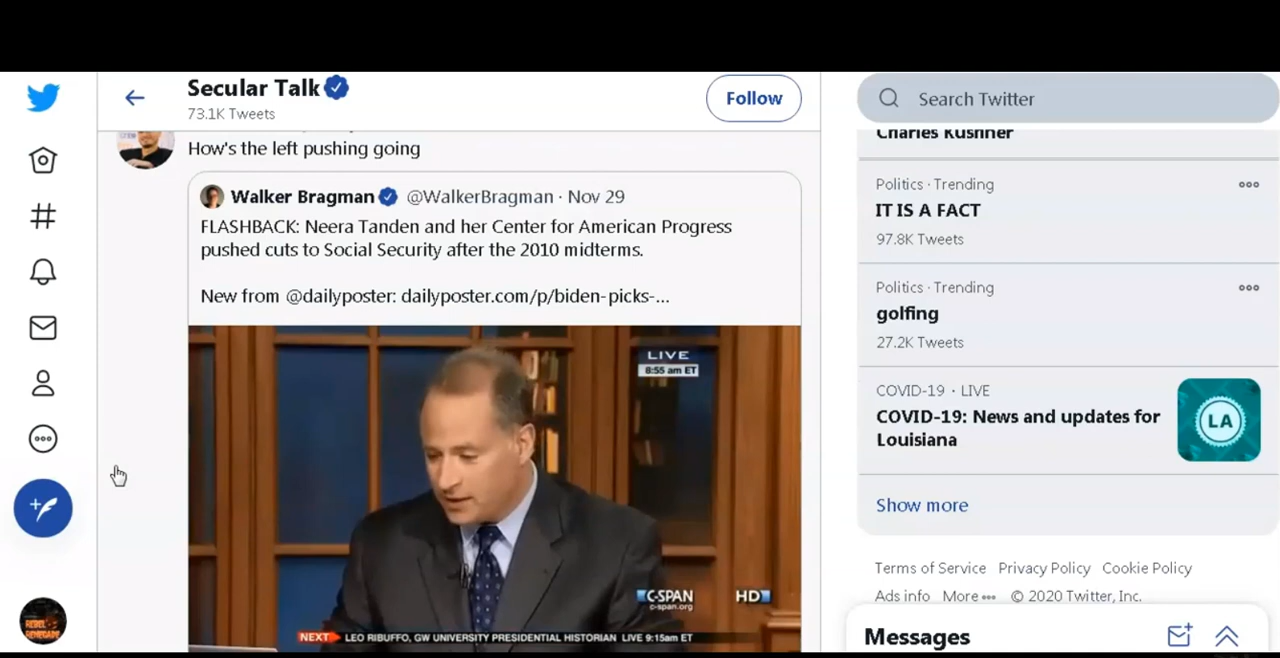 Secular Talk
73.1K Tweets
Follow
How's the left pushing going
Walker Bragman @WalkerBragman · Nov 29
FLASHBACK: Neera Tanden and her Center for American Progress
pushed cuts to Social Security after the 2010 midterms.
New from @dailyposter: dailyposter.com/p/biden-picks-...
LIVE
8:55 am ET
C-SPAN
c-span.org
HD
NEXT LEO RIBUFFO, GW UNIVERSITY PRESIDENTIAL HISTORIAN LIVE 9:15am ET
REBEL
RENEGADE
Search Twitter
Charles Kushner
Politics · Trending
IT IS A FACT
97.8K Tweets
Politics · Trending
golfing
27.2K Tweets
COVID-19 · LIVE
COVID-19: News and updates for
Louisiana
LA
Show more
Terms of Service Privacy Policy Cookie Policy
Ads info More ••• © 2020 Twitter, Inc.
Messages